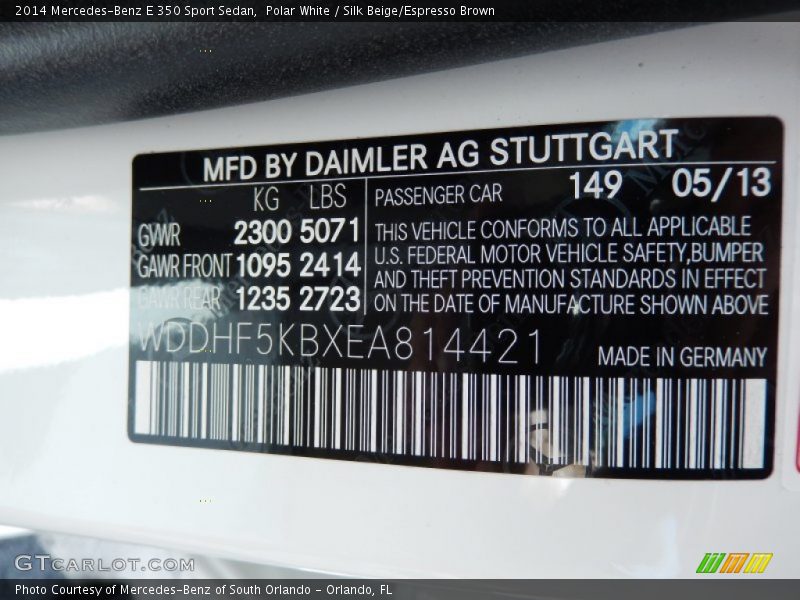 2014 Mercedes-Benz E 350 Sport Sedan,  Polar White / Silk Beige/Espresso Brown
MFD BY DAIMLER AG STUTTGART
KG LBS
GVWR 2300 5071
GAWR FRONT 1095 2414
GAWR REAR 1235 2723
PASSENGER CAR 149 05/13
THIS VEHICLE CONFORMS TO ALL APPLICABLE
U.S. FEDERAL MOTOR VEHICLE SAFETY,BUMPER
AND THEFT PREVENTION STANDARDS IN EFFECT
ON THE DATE OF MANUFACTURE SHOWN ABOVE
WDDHF5KBXEA814421
MADE IN GERMANY
GTCARLOT.COM
Photo Courtesy of Mercedes-Benz of South Orlando - Orlando, FL